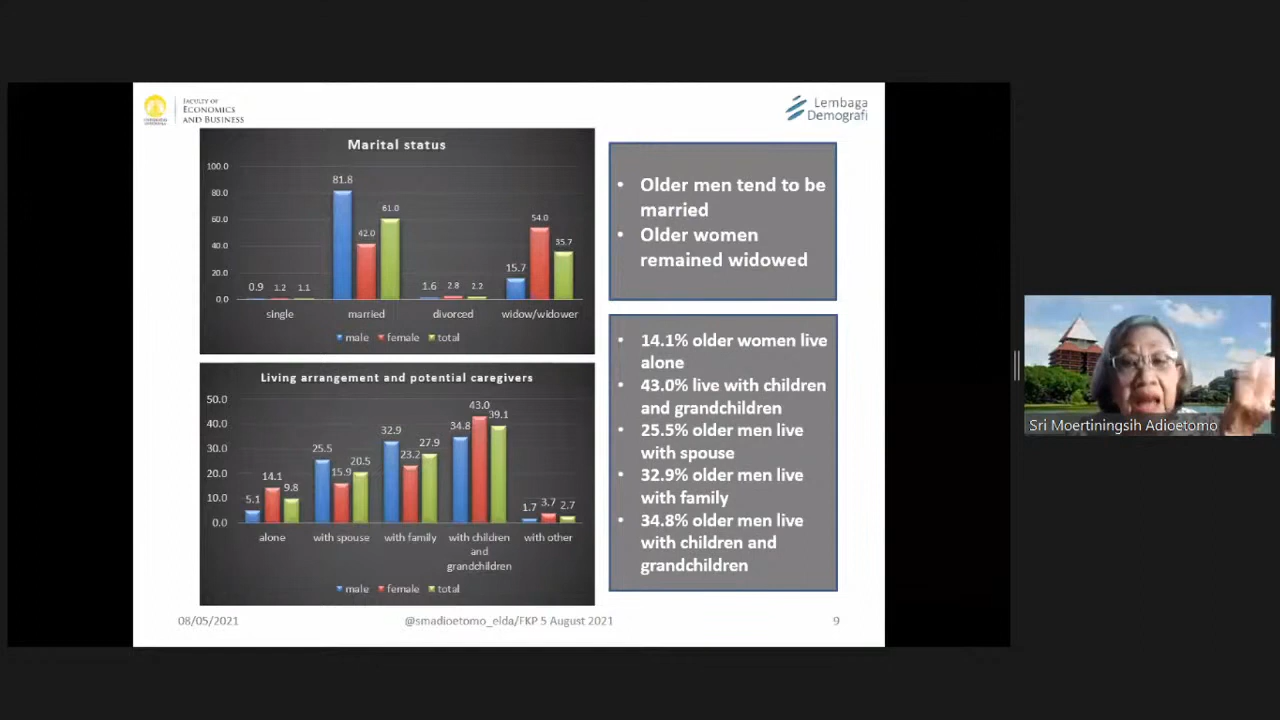 FACULTY OF
ECONOMICS
AND BUSINESS
Lembaga
Demografi
Marital status
100.0
80.0
60.0
40.0
20.0
0.0
0.9
1.2
1.1
81.8
42.0
61.0
1.6
2.8
2.2
15.7
54.0
35.7
single
married
divorced
widow/widower
male
female
total
• Older men tend to be
married
• Older women
remained widowed
Living arrangement and potential caregivers
50.0
40.0
30.0
20.0
10.0
0.0
5.1
14.1
9.8
25.5
15.9
20.5
32.9
23.2
27.9
34.8
43.0
39.1
1.7
3.7
2.7
alone
with spouse
with family
with children
and
grandchildren
with other
male
female
total
• 14.1% older women live
alone
• 43.0% live with children
and grandchildren
• 25.5% older men live
with spouse
• 32.9% older men live
with family
• 34.8% older men live
with children and
grandchildren
08/05/2021
@smadioetomo_elda/FKP 5 August 2021
9
Sri Moertiningsih Adioetomo